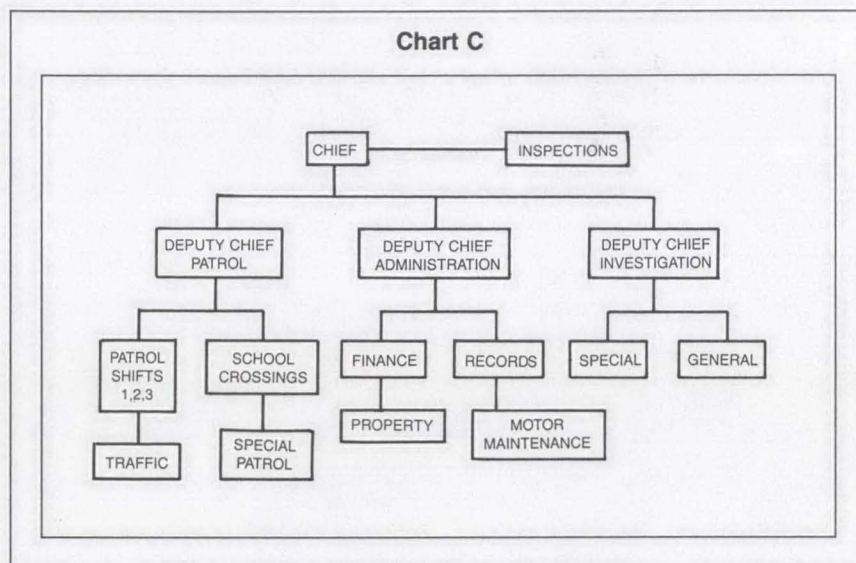 Chart C
CHIEF
INSPECTIONS
DEPUTY CHIEF
PATROL
DEPUTY CHIEF
ADMINISTRATION
DEPUTY CHIEF
INVESTIGATION
PATROL
SHIFTS
1,2,3
SCHOOL
CROSSINGS
FINANCE
RECORDS
SPECIAL
GENERAL
TRAFFIC
SPECIAL
PATROL
PROPERTY
MOTOR
MAINTENANCE